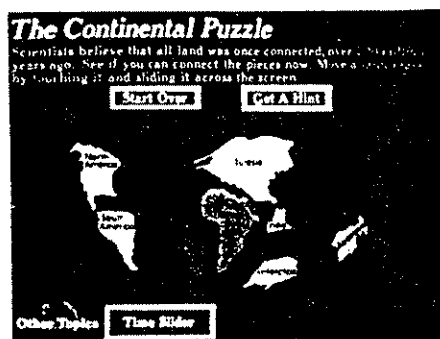 The Continental Puzzle
Scientists believe that all land was once connected, over
years ago. See if you can connect the pieces now. Move a
by touching it and sliding it across the screen.
Start Over
Get A Hint
North
America
Eurasia
South
America
Antarctica
Other Topics
Time Slider